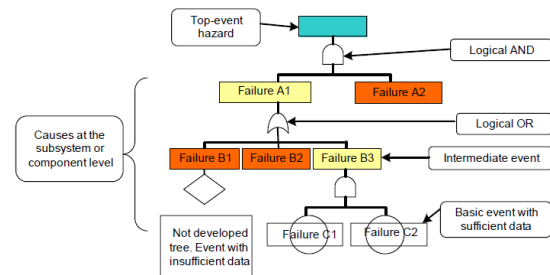 Top-event
hazard
Logical AND
Failure A1
Failure A2
Causes at the
subsystem or
component level
Logical OR
Failure B1
Failure B2
Failure B3
Intermediate event
Not developed
tree. Event with
insufficient data
Failure C1
Failure C2
Basic event with
sufficient data